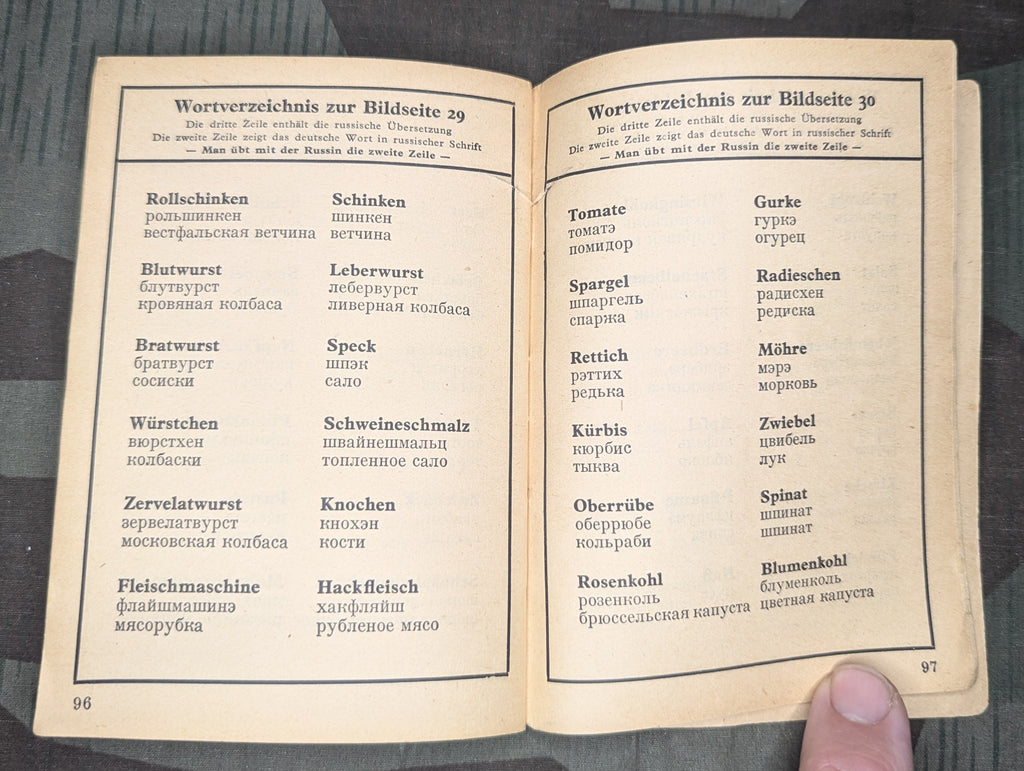 Wortverzeichnis zur Bildseite 29
Die dritte Zeile enthält die russische Übersetzung
Die zweite Zeile zeigt das deutsche Wort in russischer Schrift
— Man übt mit der Russin die zweite Zeile —
Rollschinken
рольшинкен
вестфальская ветчина
Schinken
шинкен
ветчина
Blutwurst
блутвурст
кровяная колбаса
Leberwurst
лебервурст
ливерная колбаса
Bratwurst
братвурст
сосиски
Speck
шпэк
сало
Würstchen
вюрстхен
колбаски
Schweineschmalz
швайнешмальц
топленное сало
Zervelatwurst
зервелатвурст
московская колбаса
Knochen
кнохэн
кости
Fleischmaschine
флайшмашинэ
мясорубка
Hackfleisch
хакфляйш
рубленое мясо
96
Wortverzeichnis zur Bildseite 30
Die dritte Zeile enthält die russische Übersetzung
Die zweite Zeile zeigt das deutsche Wort in russischer Schrift
— Man übt mit der Russin die zweite Zeile —
Tomate
томатэ
помидор
Gurke
гуркэ
огурец
Spargel
шпаргель
спаржа
Radieschen
радисхен
редиска
Rettich
рэттих
редька
Möhre
мэрэ
морковь
Kürbis
кюрбис
тыква
Zwiebel
цвибель
лук
Oberrübe
оберрюбе
кольраби
Spinat
шпинат
шпинат
Rosenkohl
розенколь
брюссельская капуста
Blumenkohl
блуменколь
цветная капуста
97